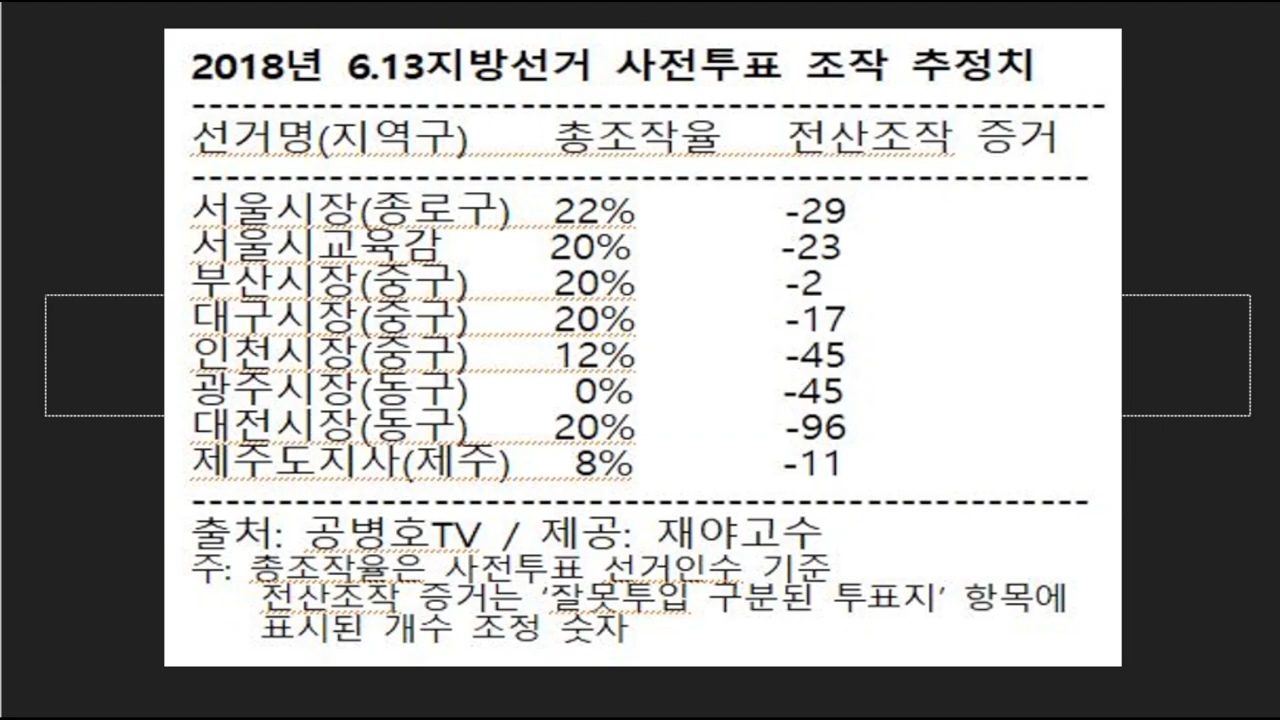 2018년 6.13지방선거 사전투표 조작 추정치
선거명(지역구) 총조작율 전산조작 증거
서울시장(종로구) 22% -29
서울시교육감 20% -23
부산시장(중구) 20% -2
대구시장(중구) 20% -17
인천시장(중구) 12% -45
광주시장(동구) 0% -45
대전시장(동구) 20% -96
제주도지사(제주) 8% -11
출처: 공병호TV / 제공: 재야고수
주: 총조작율은 사전투표 선거인수 기준
전산조작 증거는 '잘못투입 구분된 투표지' 항목에
표시된 개수 조정 숫자